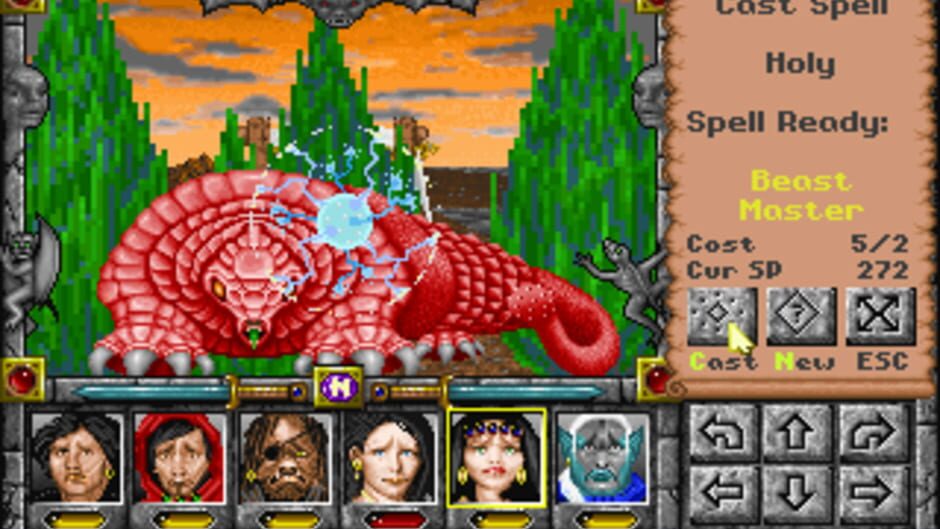 Cast Spell
Holy
Spell Ready:
Beast
Master
Cost 5/2
Cur SP 272
?
Cast New ESC
N